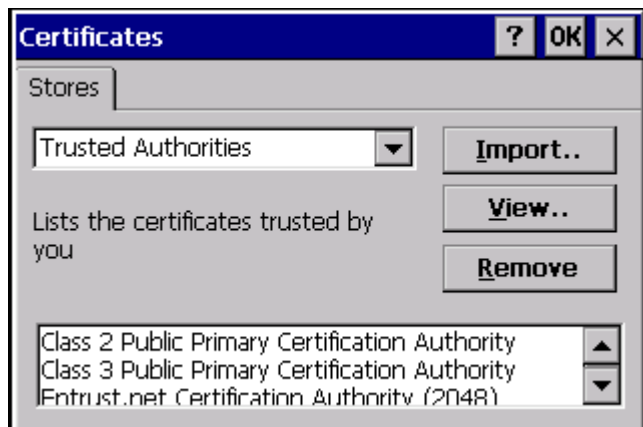 Certificates ? OK ×
Stores
Trusted Authorities
Import..
View..
Lists the certificates trusted by
you
Remove
Class 2 Public Primary Certification Authority
Class 3 Public Primary Certification Authority
Entrust.net Certification Authority (2048)